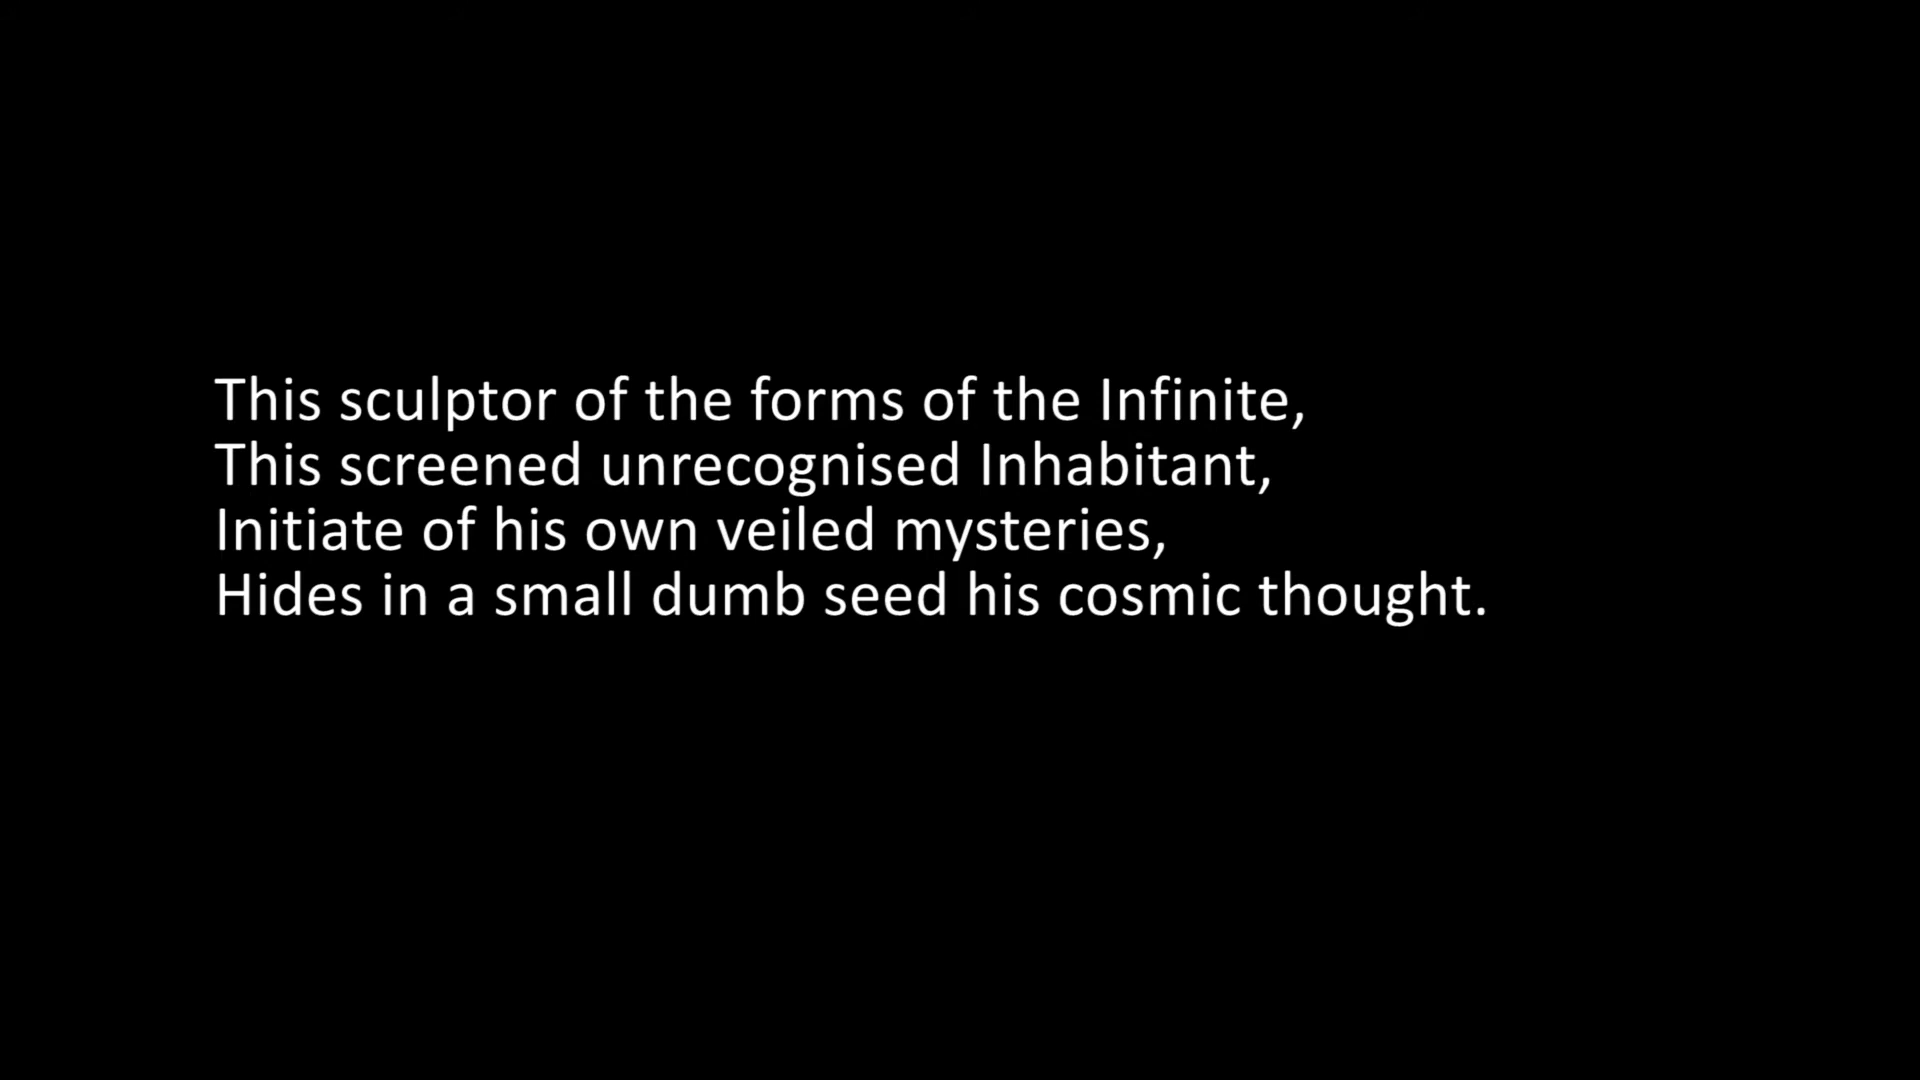 This sculptor of the forms of the Infinite,
This screened unrecognised Inhabitant,
Initiate of his own veiled mysteries,
Hides in a small dumb seed his cosmic thought.